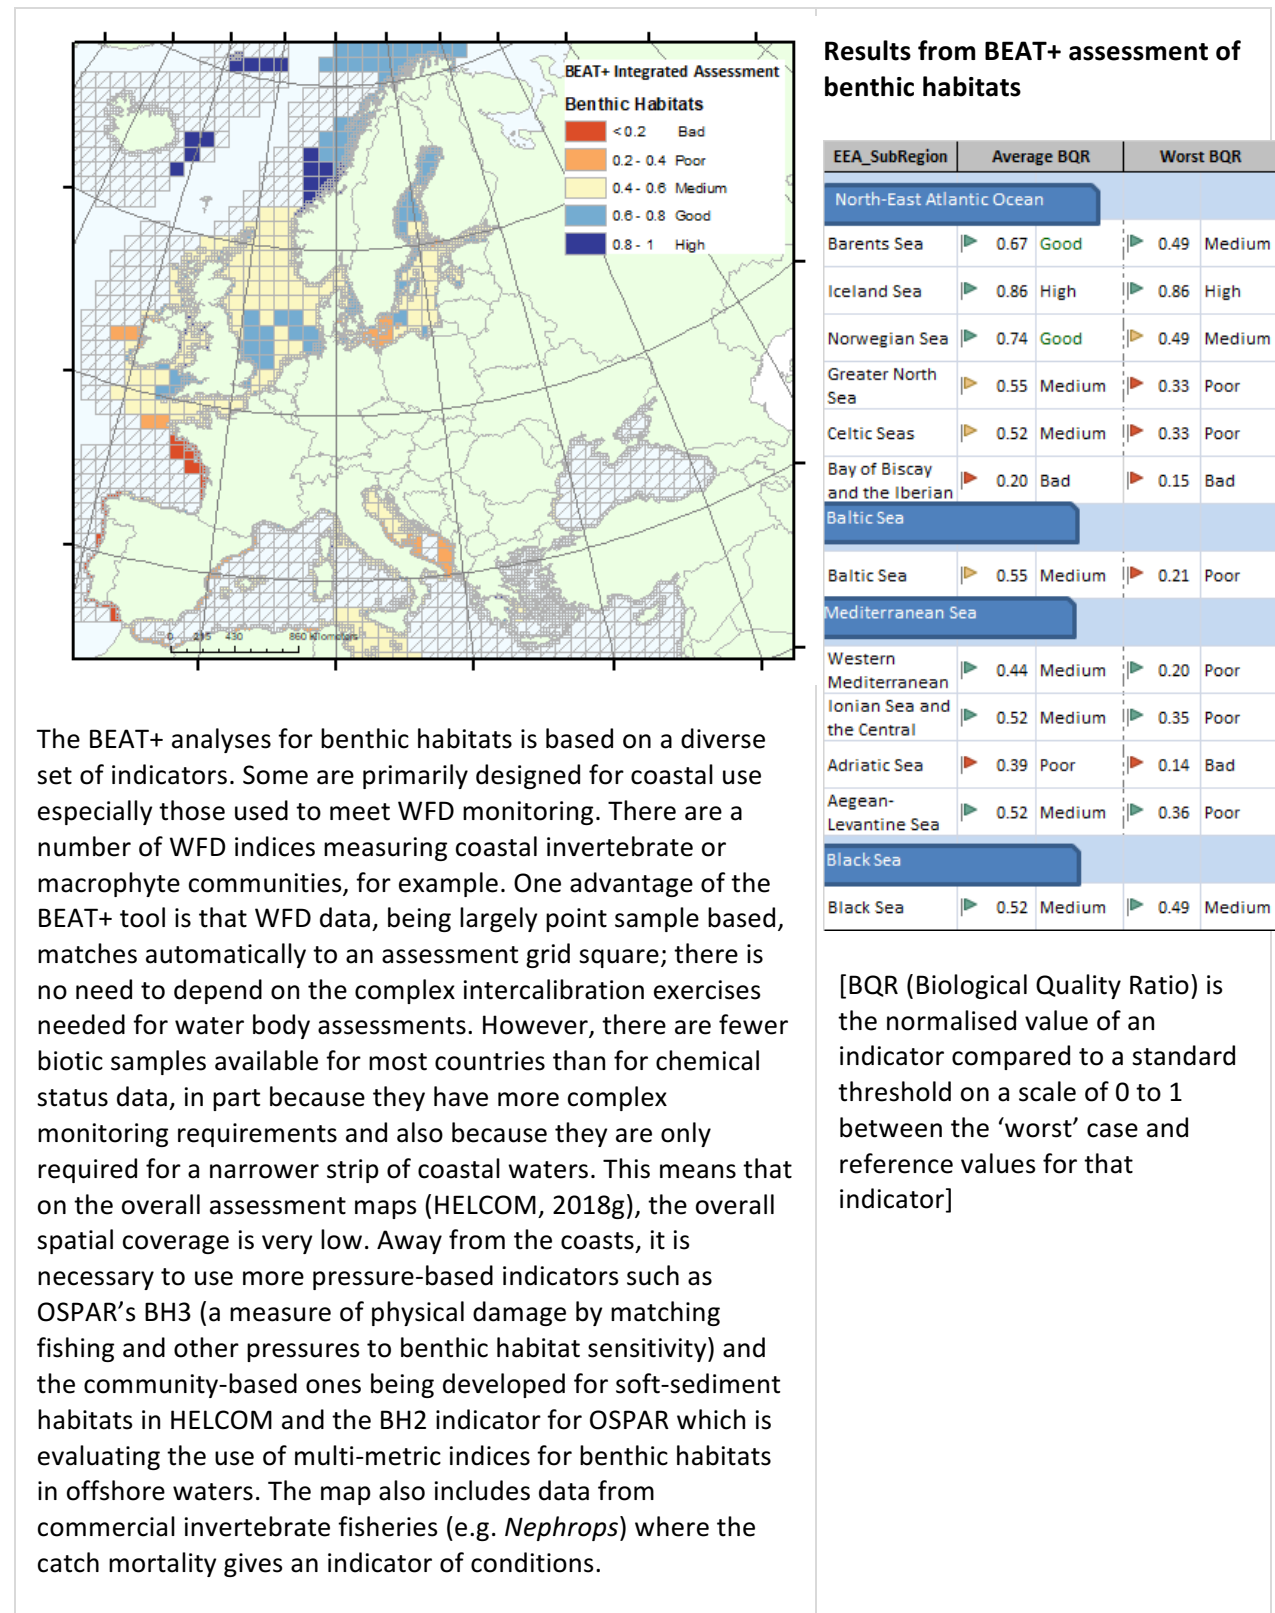 BEAT+ Integrated Assessment
Benthic Habitats
<0.2 Bad
0.2 - 0.4 Poor
0.4 - 0.6 Medium
0.6 - 0.8 Good
0.8 - 1 High
0 215 430 860 Kilometers
The BEAT+ analyses for benthic habitats is based on a diverse
set of indicators. Some are primarily designed for coastal use
especially those used to meet WFD monitoring. There are a
number of WFD indices measuring coastal invertebrate or
macrophyte communities, for example. One advantage of the
BEAT+ tool is that WFD data, being largely point sample based,
matches automatically to an assessment grid square; there is
no need to depend on the complex intercalibration exercises
needed for water body assessments. However, there are fewer
biotic samples available for most countries than for chemical
status data, in part because they have more complex
monitoring requirements and also because they are only
required for a narrower strip of coastal waters. This means that
on the overall assessment maps (HELCOM, 2018g), the overall
spatial coverage is very low. Away from the coasts, it is
necessary to use more pressure-based indicators such as
OSPAR's BH3 (a measure of physical damage by matching
fishing and other pressures to benthic habitat sensitivity) and
the community-based ones being developed for soft-sediment
habitats in HELCOM and the BH2 indicator for OSPAR which is
evaluating the use of multi-metric indices for benthic habitats
in offshore waters. The map also includes data from
commercial invertebrate fisheries (e.g. Nephrops) where the
catch mortality gives an indicator of conditions.
Results from BEAT+ assessment of
benthic habitats
EEA_SubRegion Average BQR Worst BQR
North-East Atlantic Ocean
Barents Sea 0.67 Good 0.49 Medium
Iceland Sea 0.86 High 0.86 High
Norwegian Sea 0.74 Good 0.49 Medium
Greater North
Sea 0.55 Medium 0.33 Poor
Celtic Seas 0.52 Medium 0.33 Poor
Bay of Biscay
and the Iberian 0.20 Bad 0.15 Bad
Baltic Sea
Baltic Sea 0.55 Medium 0.21 Poor
Mediterranean Sea
Western
Mediterranean 0.44 Medium 0.20 Poor
Ionian Sea and
the Central 0.52 Medium 0.35 Poor
Adriatic Sea 0.39 Poor 0.14 Bad
Aegean-
Levantine Sea 0.52 Medium 0.36 Poor
Black Sea
Black Sea 0.52 Medium 0.49 Medium
[BQR (Biological Quality Ratio) is
the normalised value of an
indicator compared to a standard
threshold on a scale of 0 to 1
between the 'worst' case and
reference values for that
indicator]